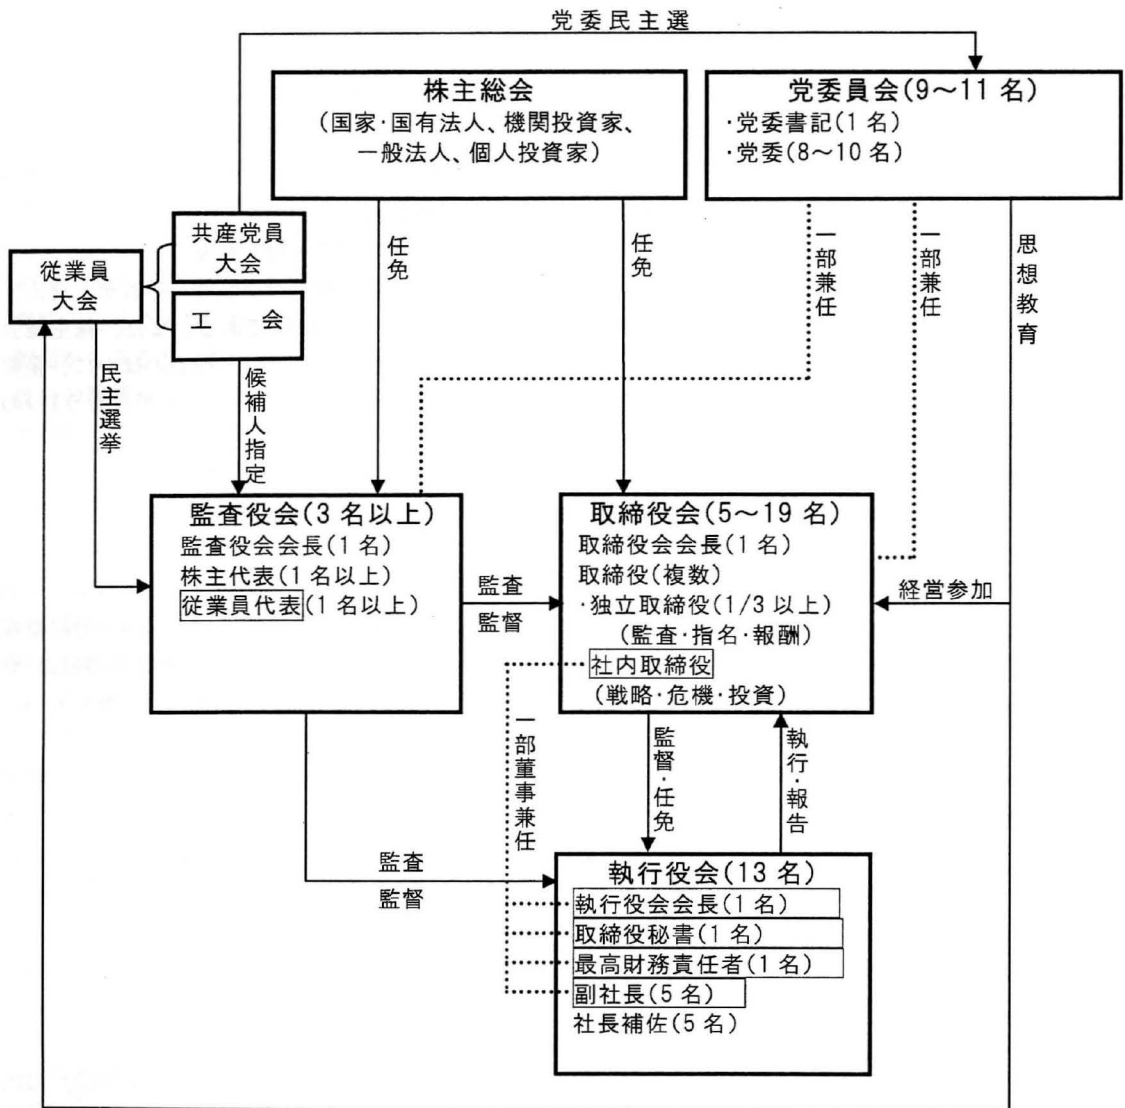 党委民主選
株主総会
(国家･国有法人、機関投資家、
一般法人、個人投資家)
党委員会(9～11 名)
･党委書記(1 名)
･党委(8～10 名)
共産党員
大会
従業員
大会
工 会
任免
任免
一部兼任
一部兼任
思想教育
民主選挙
候補人指定
監査役会(3 名以上)
監査役会会長(1 名)
株主代表(1 名以上)
従業員代表(1 名以上)
監査
監督
取締役会(5～19 名)
取締役会会長(1 名)
取締役(複数)
･独立取締役(1/3 以上)
(監査･指名･報酬)
社内取締役
(戦略･危機･投資)
経営参加
一部董事兼任
監督･任免
執行･報告
監査
監督
執行役会(13 名)
執行役会会長(1 名)
取締役秘書(1 名)
最高財務責任者(1 名)
副社長(5 名)
社長補佐(5 名)